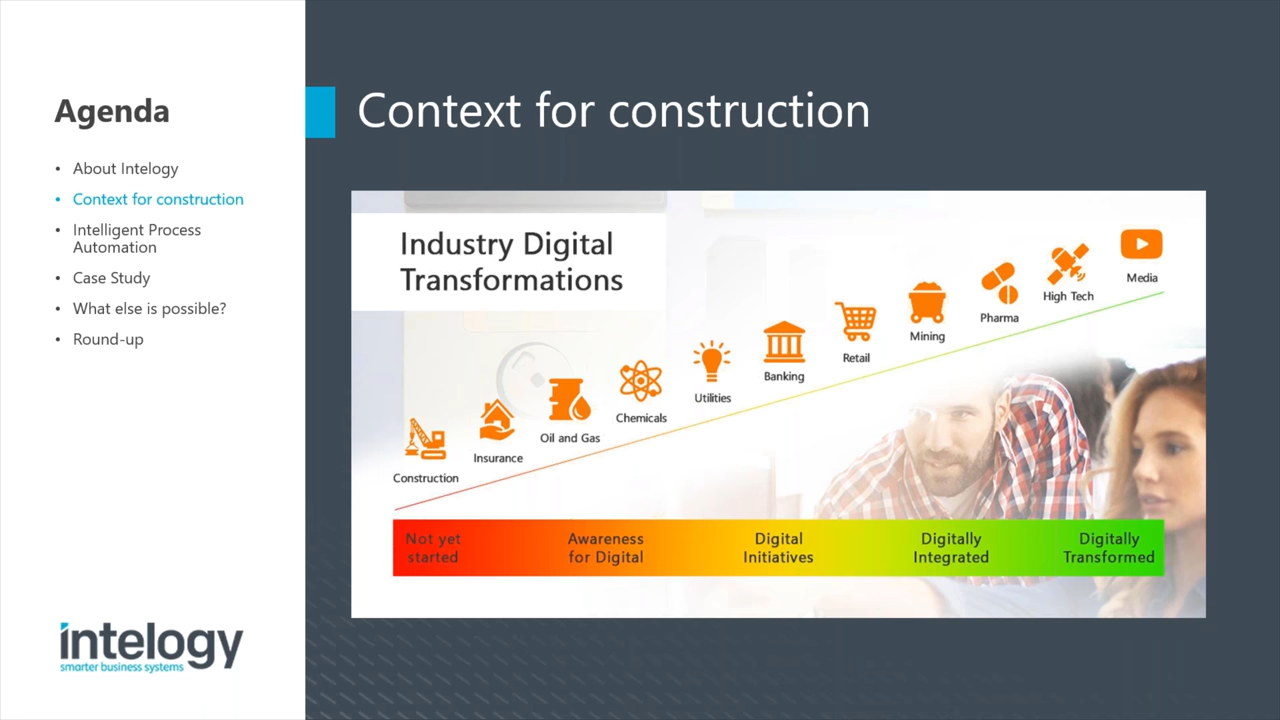 Agenda
• About Intelogy
• Context for construction
• Intelligent Process
Automation
• Case Study
• What else is possible?
• Round-up
intelogy
smarter business systems
Context for construction
Industry Digital
Transformations
Construction
Insurance
Oil and Gas
Chemicals
Utilities
Banking
Retail
Mining
Pharma
High Tech
Media
Not yet
started
Awareness
for Digital
Digital
Initiatives
Digitally
Integrated
Digitally
Transformed